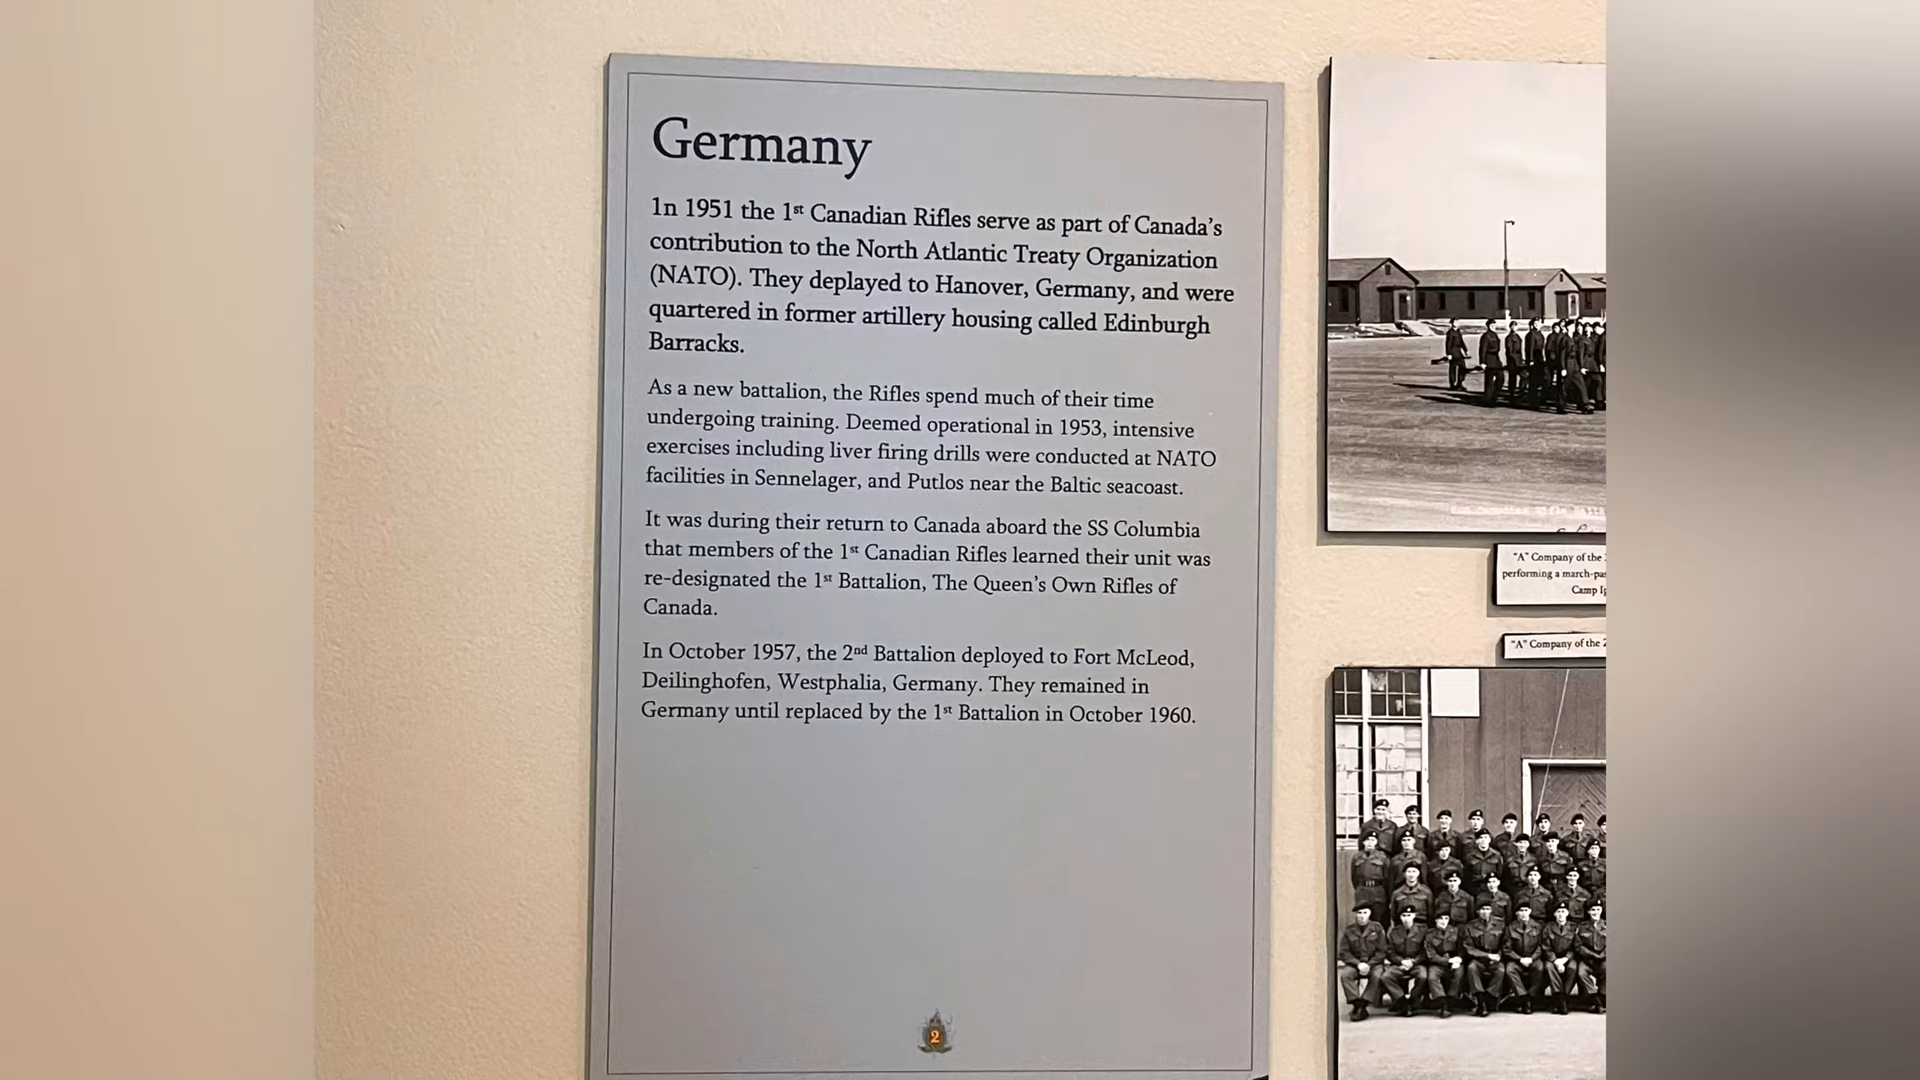 Germany
1n 1951 the 1st Canadian Rifles serve as part of Canada's
contribution to the North Atlantic Treaty Organization
(NATO). They deplayed to Hanover, Germany, and were
quartered in former artillery housing called Edinburgh
Barracks.
As a new battalion, the Rifles spend much of their time
undergoing training. Deemed operational in 1953, intensive
exercises including liver firing drills were conducted at NATO
facilities in Sennelager, and Putlos near the Baltic seacoast.
It was during their return to Canada aboard the SS Columbia
that members of the 1st Canadian Rifles learned their unit was
re-designated the 1st Battalion, The Queen's Own Rifles of
Canada.
In October 1957, the 2nd Battalion deployed to Fort McLeod,
Deilinghofen, Westphalia, Germany. They remained in
Germany until replaced by the 1st Battalion in October 1960.
2
"A" Company of the
performing a march-pas
Camp Ip
"A" Company of the 2